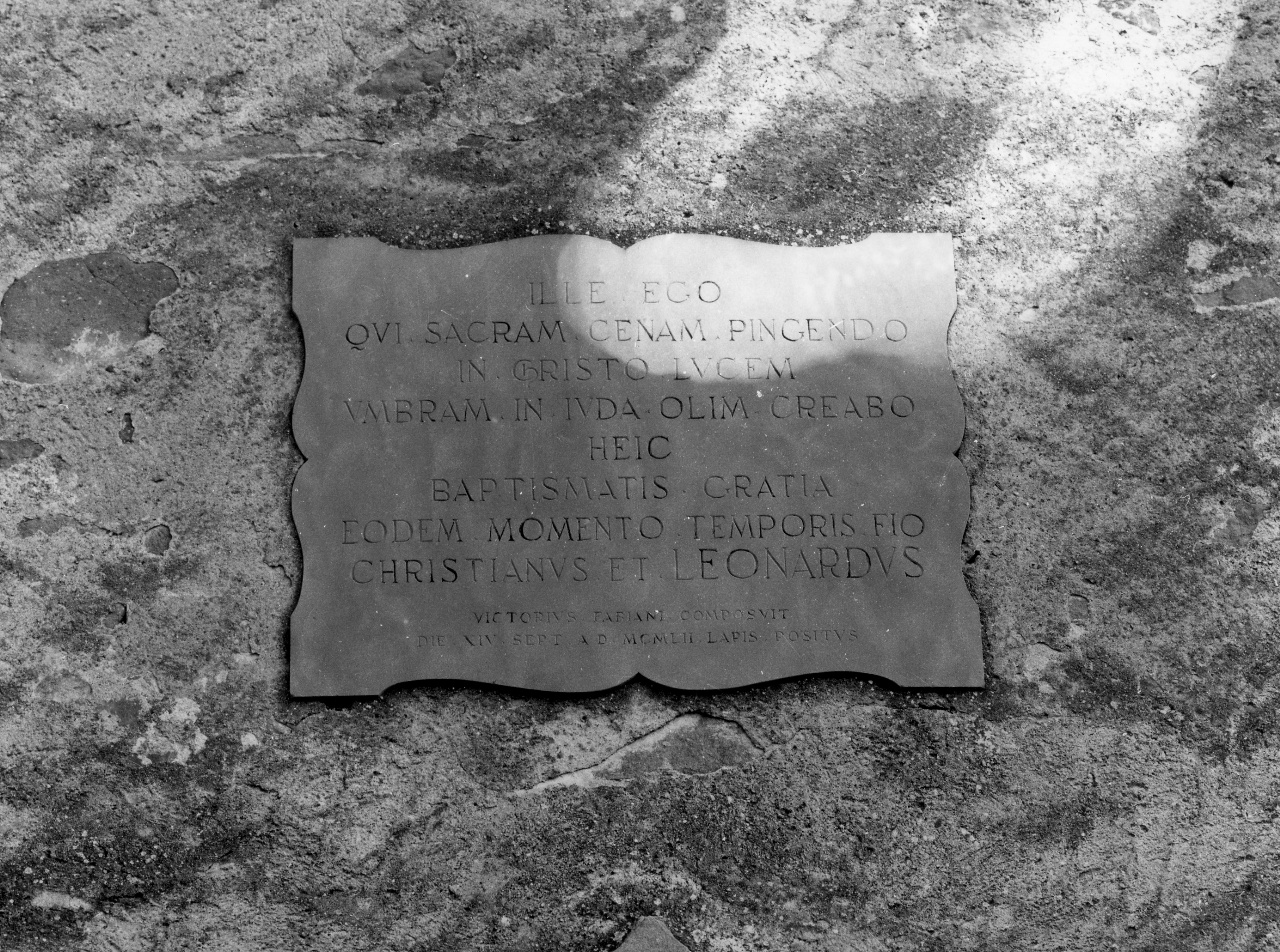 ILLE EGO
QVI · SACRAM · CENAM · PINGENDO
IN · CRISTO · LVCEM
VMBRAM · IN · IVDA · OLIM · CREABO
HEIC
BAPTISMATIS · GRATIA
EODEM MOMENTO TEMPORIS FIO
CHRISTIANVS · ET · LEONARDVS
VICTORIVS FABIANI COMPOSVIT
DIE XIV SEPT A D MCMLII LAPIS POSITVS